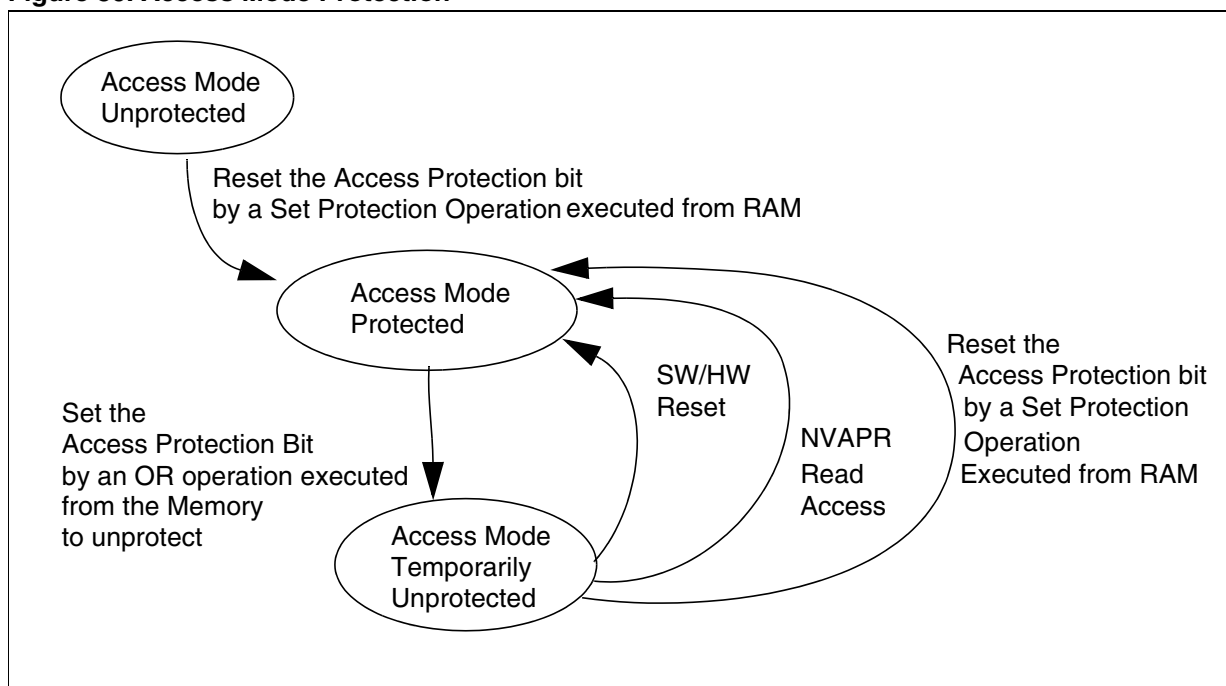 Access Mode
Unprotected
Reset the Access Protection bit
by a Set Protection Operation executed from RAM
Access Mode
Protected
Set the
Access Protection Bit
by an OR operation executed
from the Memory
to unprotect
SW/HW
Reset
NVAPR
Read
Access
Reset the
Access Protection bit
by a Set Protection
Operation
Executed from RAM
Access Mode
Temporarily
Unprotected